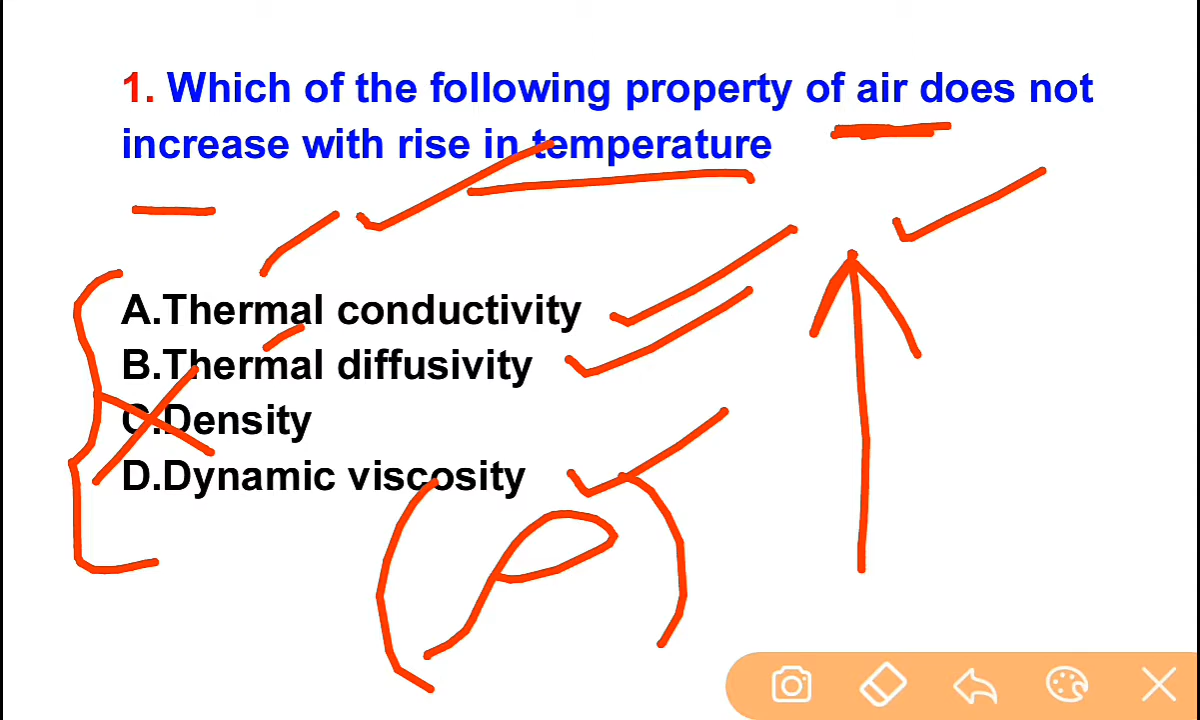 1. Which of the following property of air does not
increase with rise in temperature
A.Thermal conductivity
B.Thermal diffusivity
C.Density
D.Dynamic viscosity
(ρ)